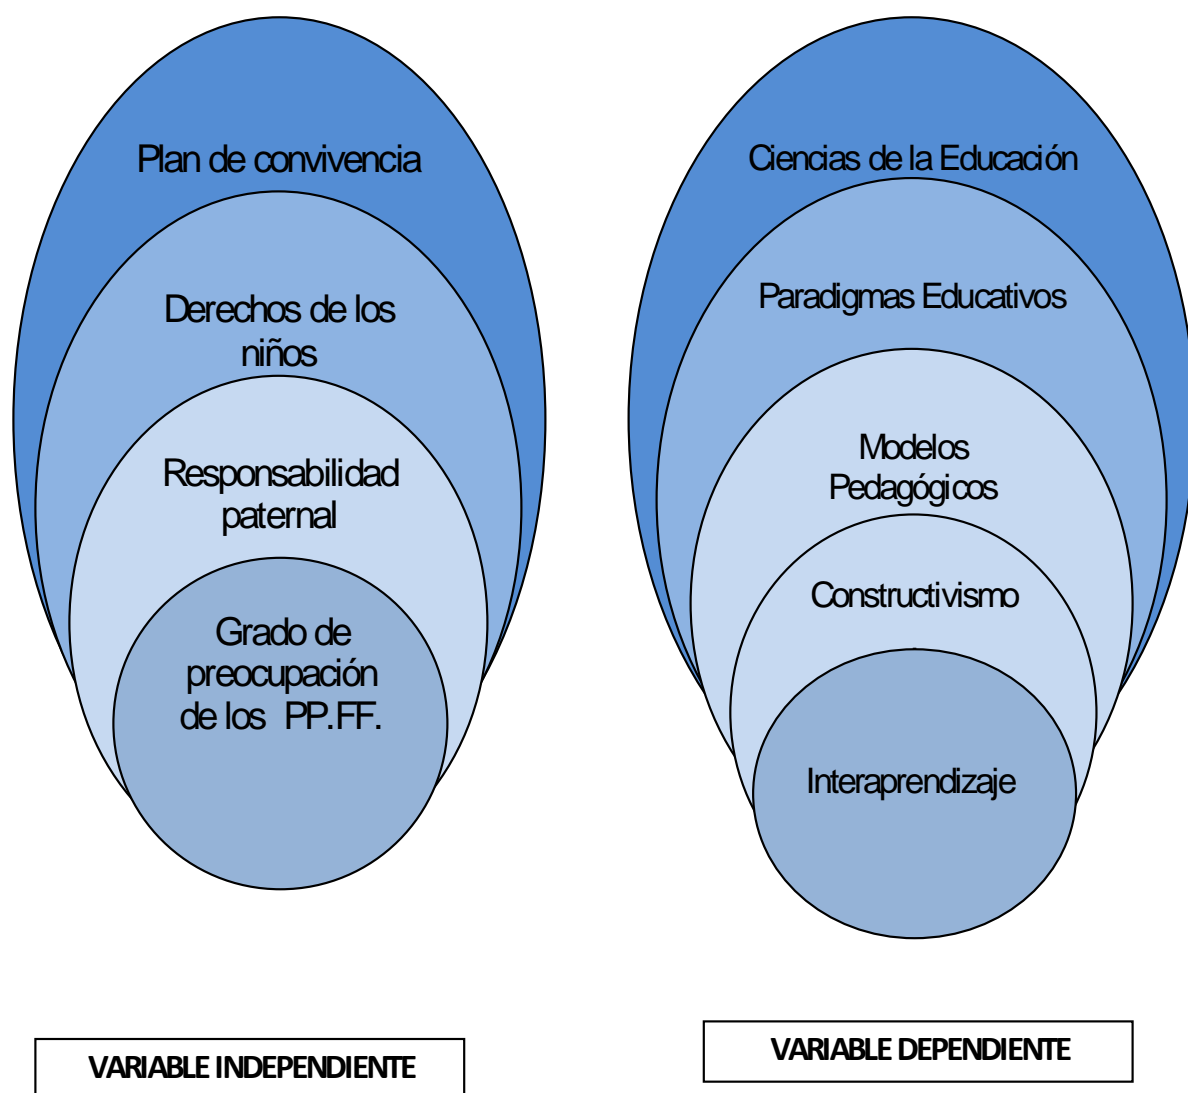 Plan de convivencia
Derechos de los
niños
Responsabilidad
paternal
Grado de
preocupación
de los PP.FF.
VARIABLE INDEPENDIENTE
Ciencias de la Educación
Paradigmas Educativos
Modelos
Pedagógicos
Constructivismo
Interaprendizaje
VARIABLE DEPENDIENTE